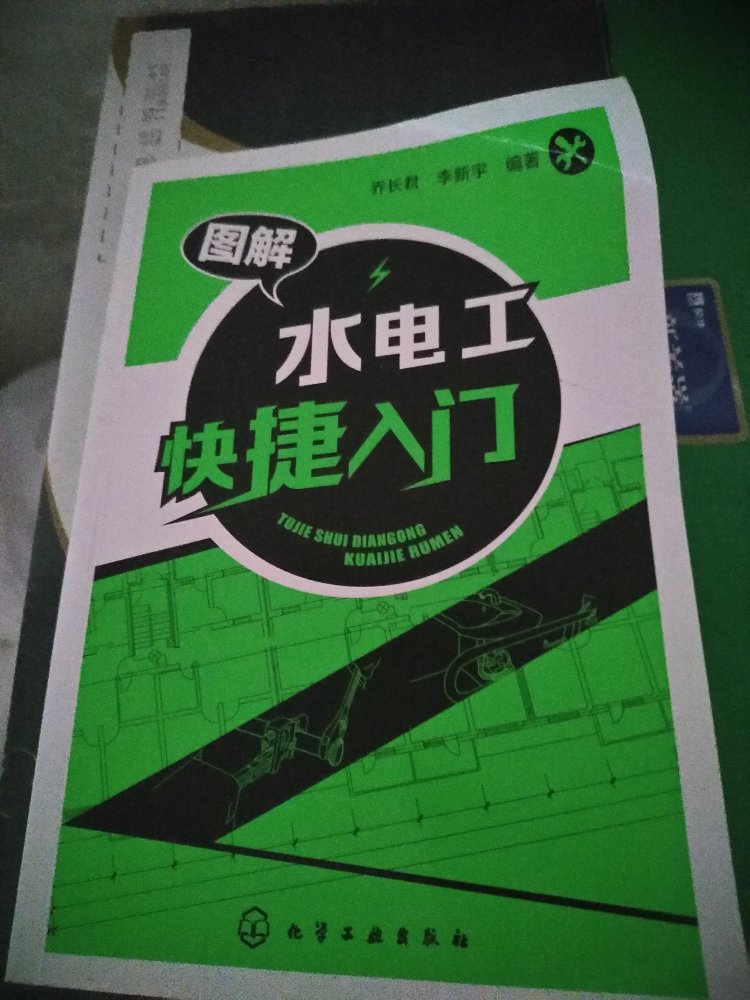 乔长君 李新宇 编著
图解
水电工
快捷入门
TUJIE SHUI DIANGONG
KUAIJIE RUMEN
化学工业出版社